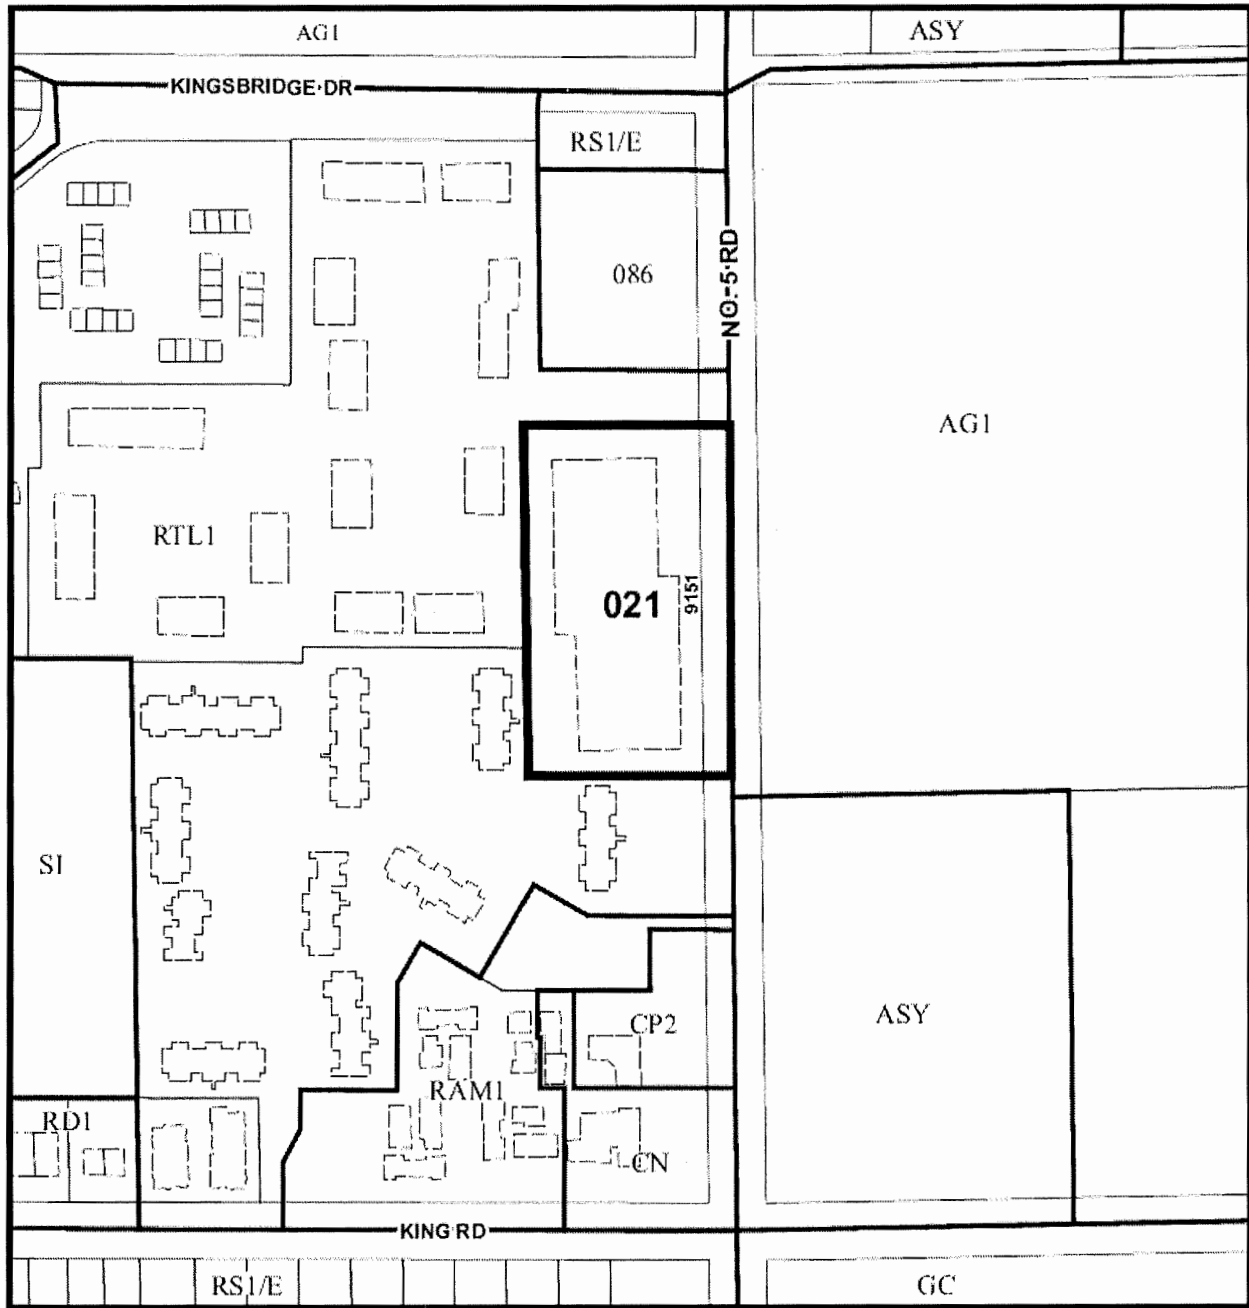 AG1
ASY
KINGSBRIDGE DR
RS1/E
086
NO. 5 RD
AG1
RTL1
021
9151
SI
CP2
ASY
RAM1
RD1
CN
KING RD
RS1/E
GC